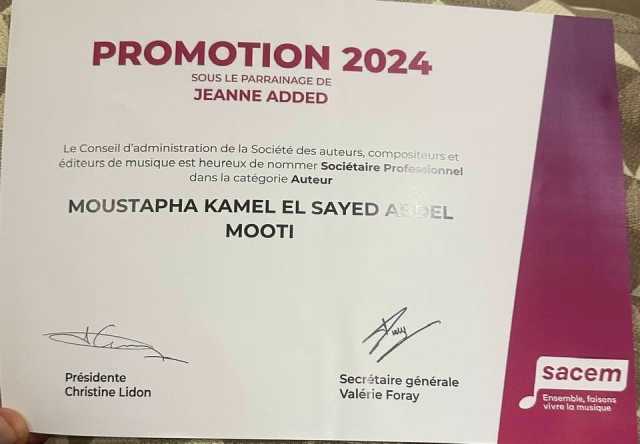 PROMOTION 2024
SOUS LE PARRAINAGE DE
JEANNE ADDED
Le Conseil d'administration de la Société des auteurs, compositeurs et
éditeurs de musique est heureux de nommer Sociétaire Professionnel
dans la catégorie Auteur
MOUSTAPHA KAMEL EL SAYED ABDEL
MOOTI
Présidente
Christine Lidon
Secrétaire générale
Valérie Foray
sacem
Ensemble, faisons
vivre la musique